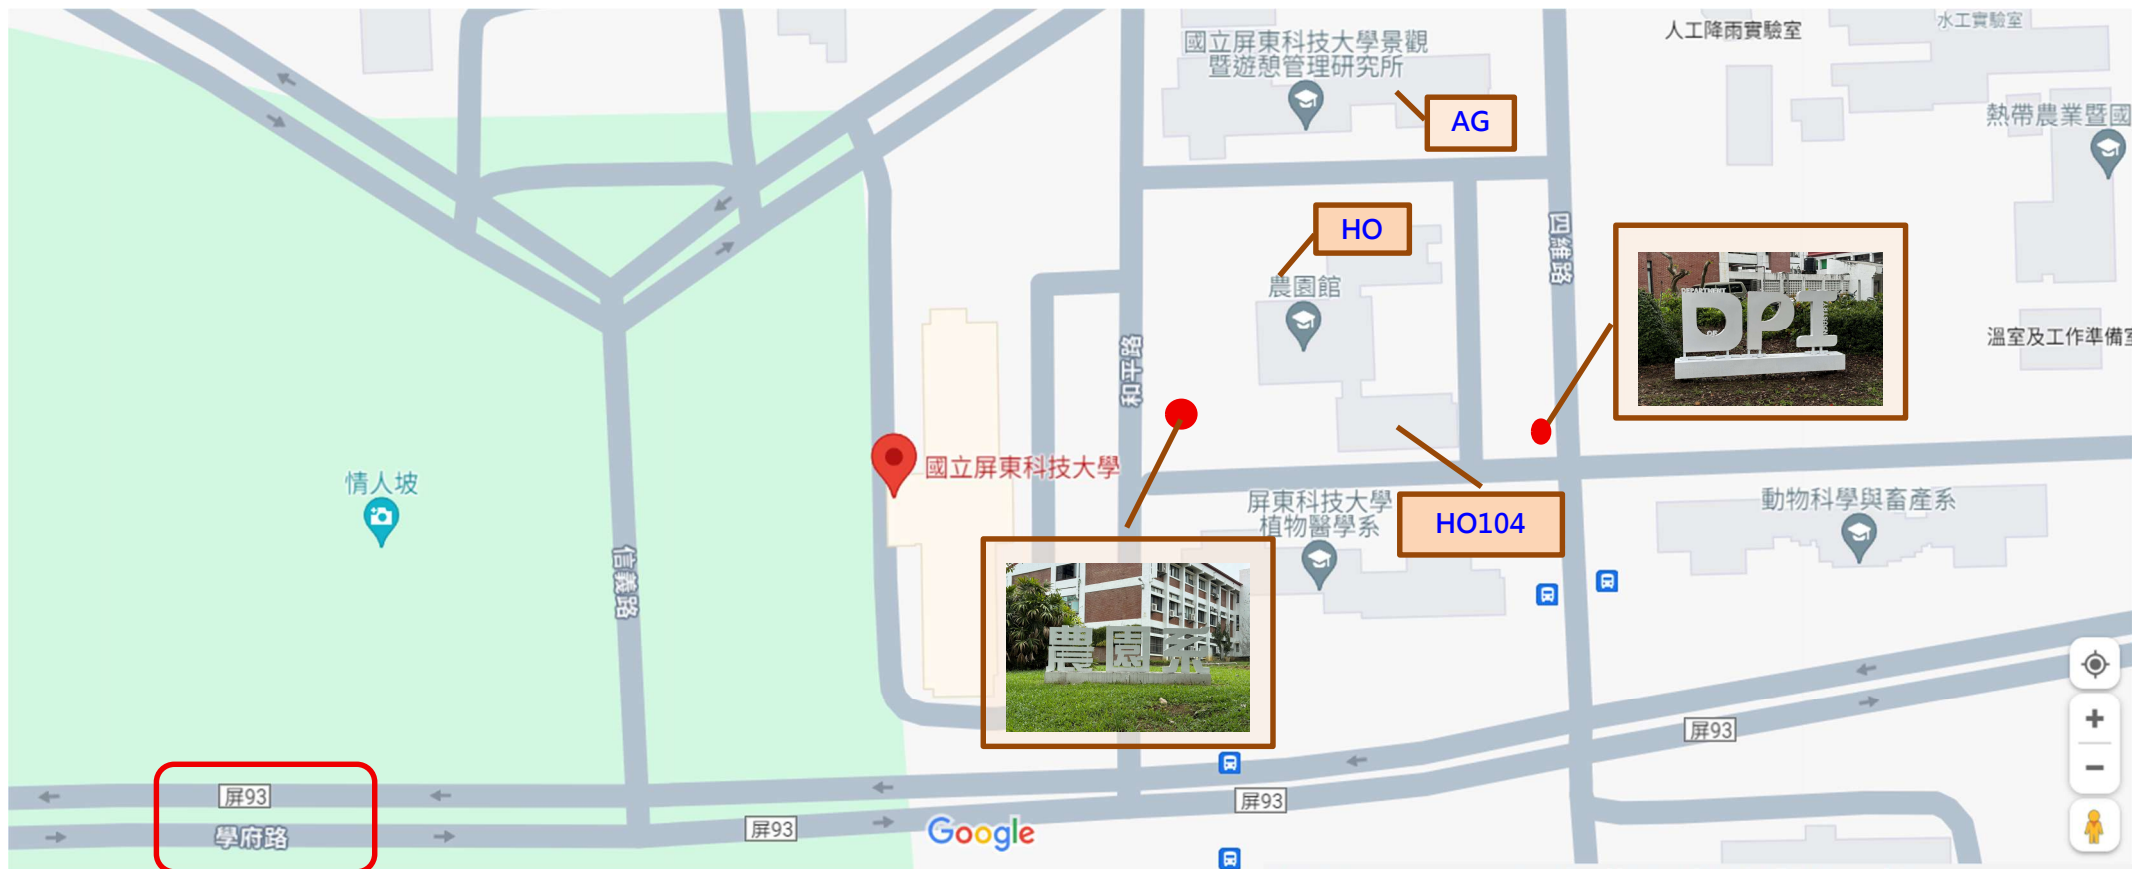 國立屏東科技大學景觀
暨遊憩管理研究所
人工降雨實驗室
水工實驗室
AG
熱帶農業暨國
HO
四維路
農園館
DEPARTMENT
OF
DPI
INDUSTRY
溫室及工作準備室
和平路
國立屏東科技大學
情人坡
屏東科技大學
植物醫學系
HO104
動物科學與畜產系
信義路
農園系
屏93
屏93
屏93
屏93
學府路
Google